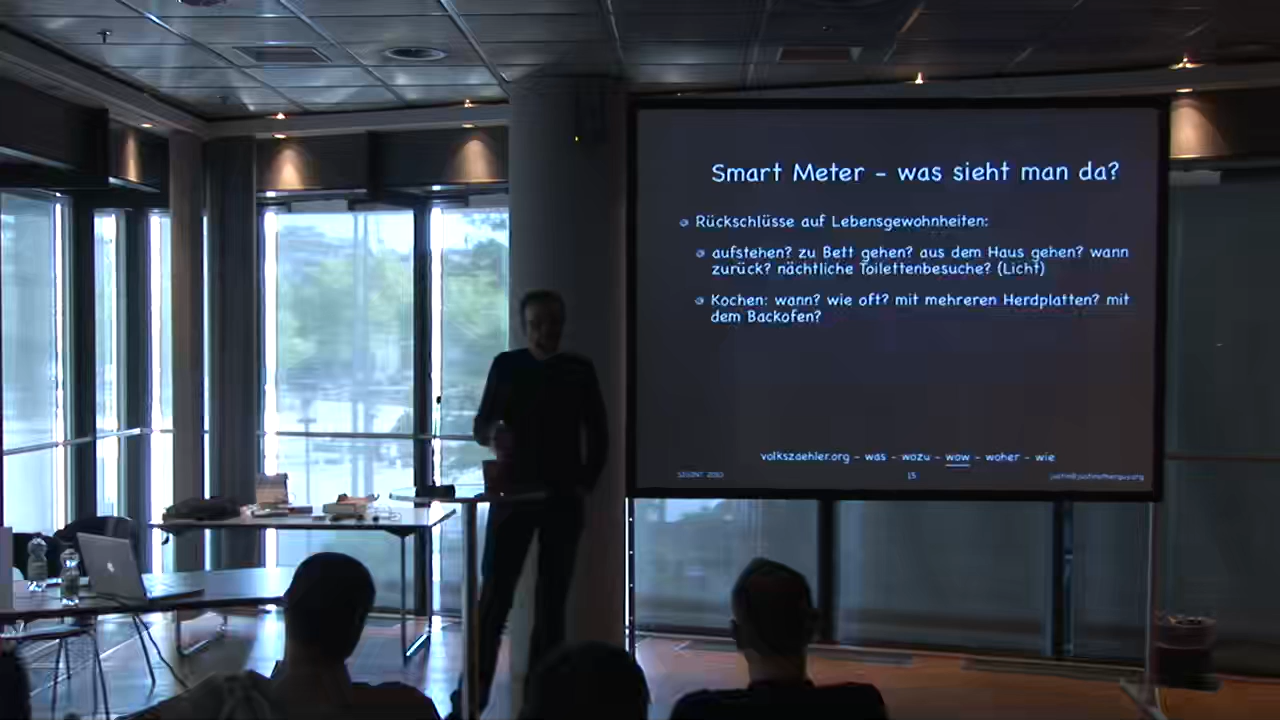 Smart Meter - was sieht man da?
Rückschlüsse auf Lebensgewohnheiten:
aufstehen? zu Bett gehen? aus dem Haus gehen? wann
zurück? nächtliche Toilettenbesuche? (Licht)
Kochen: wann? wie oft? mit mehreren Herdplatten? mit
dem Backofen?
volkszaehler.org - was - wozu - wow - woher - wie
SIGINT 2010
15